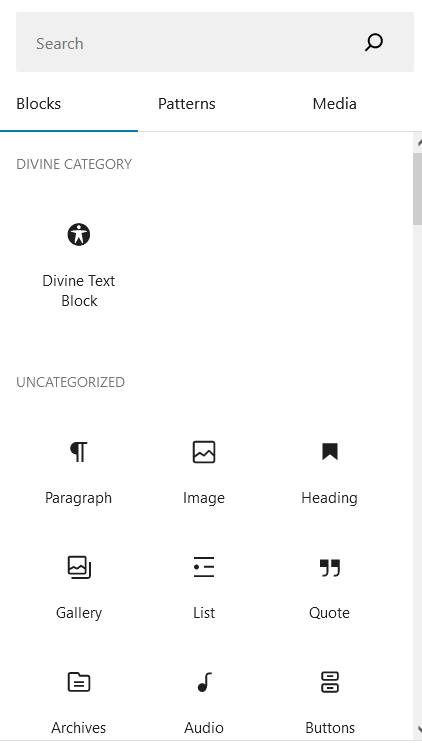 Search
Blocks Patterns Media
DIVINE CATEGORY
Divine Text
Block
UNCATEGORIZED
Paragraph Image Heading
Gallery List Quote
Archives Audio Buttons